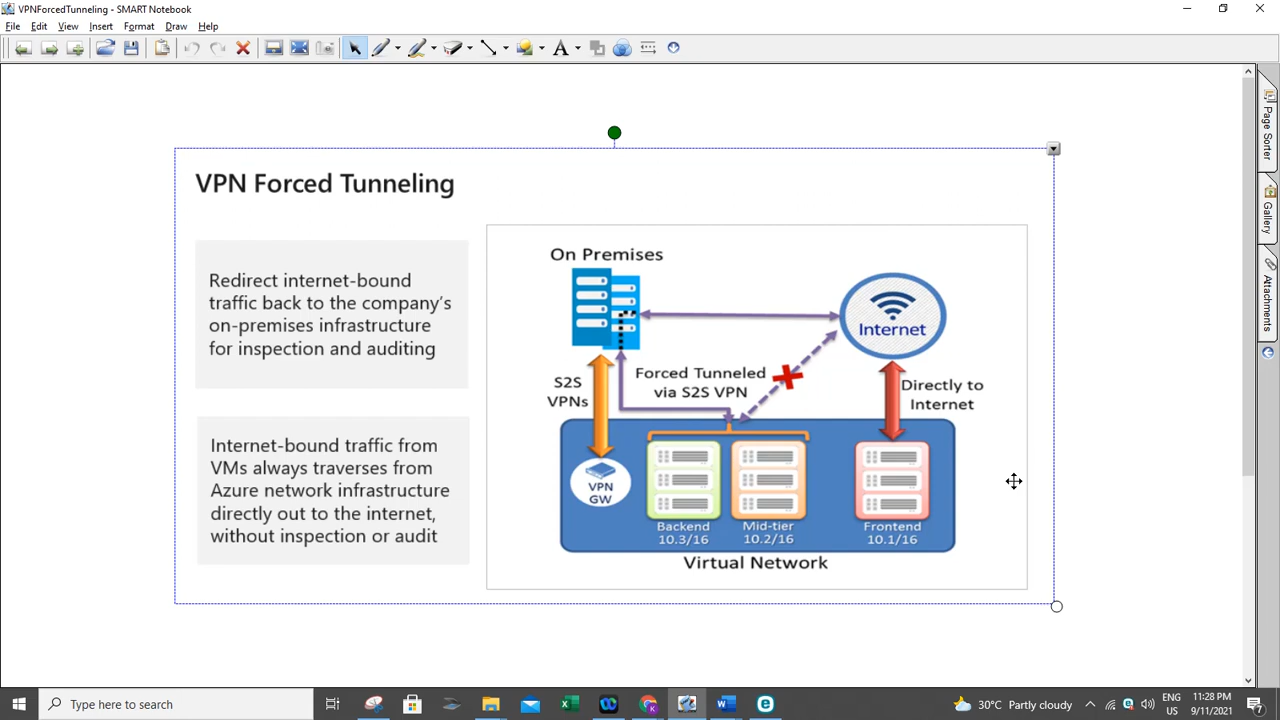 VPNForcedTunneling - SMART Notebook
File Edit View Insert Format Draw Help
Page Sorter
Gallery
Attachments
VPN Forced Tunneling
Redirect internet-bound
traffic back to the company's
on-premises infrastructure
for inspection and auditing
Internet-bound traffic from
VMs always traverses from
Azure network infrastructure
directly out to the internet,
without inspection or audit
On Premises
Internet
S2S
VPNs
Forced Tunneled
via S2S VPN
Directly to
Internet
VPN
GW
Backend
10.3/16
Mid-tier
10.2/16
Frontend
10.1/16
Virtual Network
Type here to search
30°C Partly cloudy
ENG
US
11:28 PM
9/11/2021